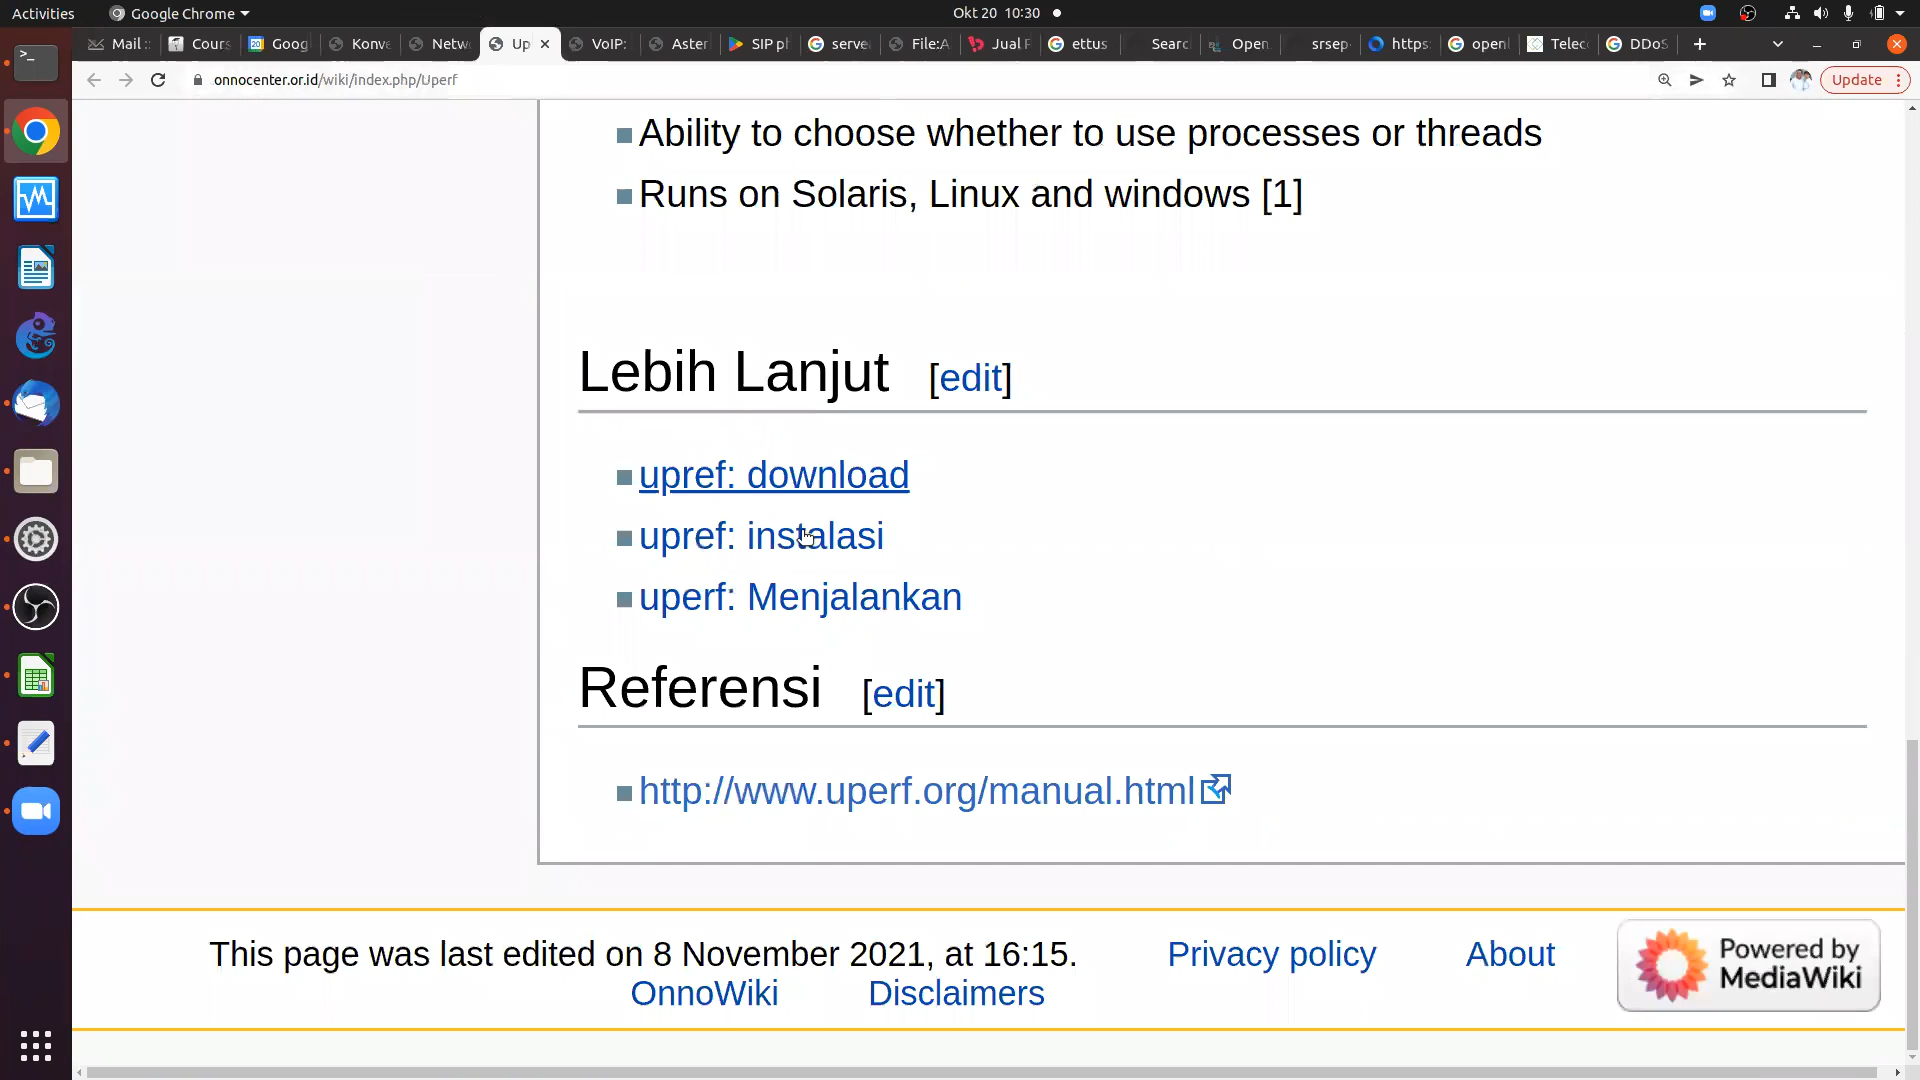 Activities
Google Chrome
Okt 20 10:30
Mail :
Cours
Goog
Konve
Netw
Up
VoIP:
Aster
SIP ph
serve
File:A
Jual F
ettus
Searc
Open
srsep
https:
openl
Telec
DDoS
onnocenter.or.id/wiki/index.php/Uperf
Update
Ability to choose whether to use processes or threads
Runs on Solaris, Linux and windows [1]
Lebih Lanjut [edit]
upref: download
upref: instalasi
uperf: Menjalankan
Referensi [edit]
http://www.uperf.org/manual.html
This page was last edited on 8 November 2021, at 16:15.
Privacy policy
About
OnnoWiki
Disclaimers
Powered by
MediaWiki